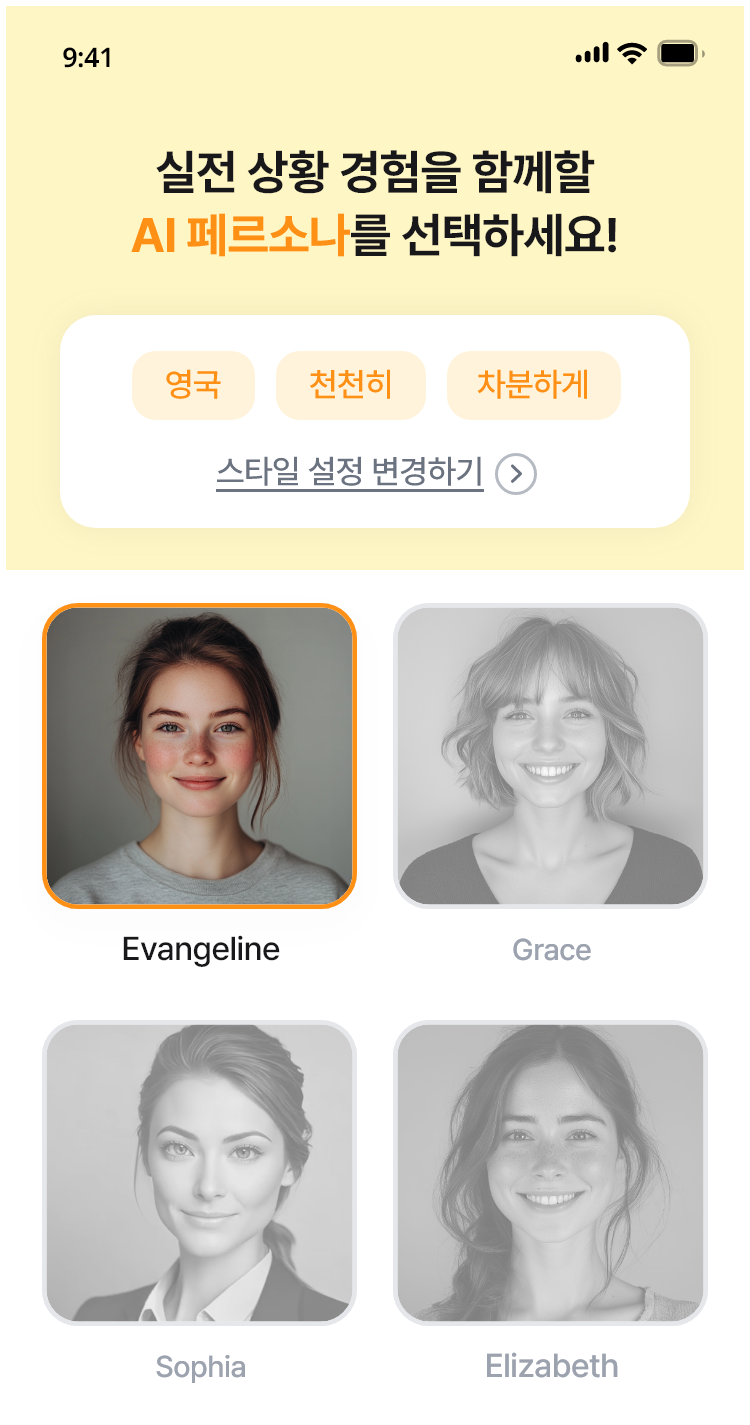 9:41
실전 상황 경험을 함께할
AI 페르소나를 선택하세요!
영국 천천히 차분하게
스타일 설정 변경하기
Evangeline Grace
Sophia Elizabeth